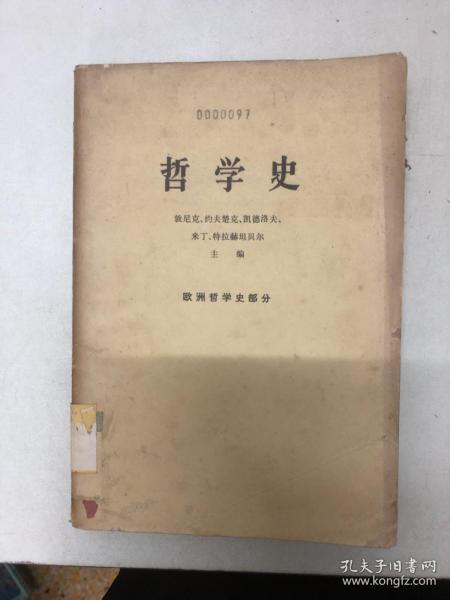 0000097
哲学史
敦尼克、约夫楚克、凯德洛夫、
米丁、特拉赫坦贝尔
主编
欧洲哲学史部分
孔夫子旧书网
www.kongfz.com